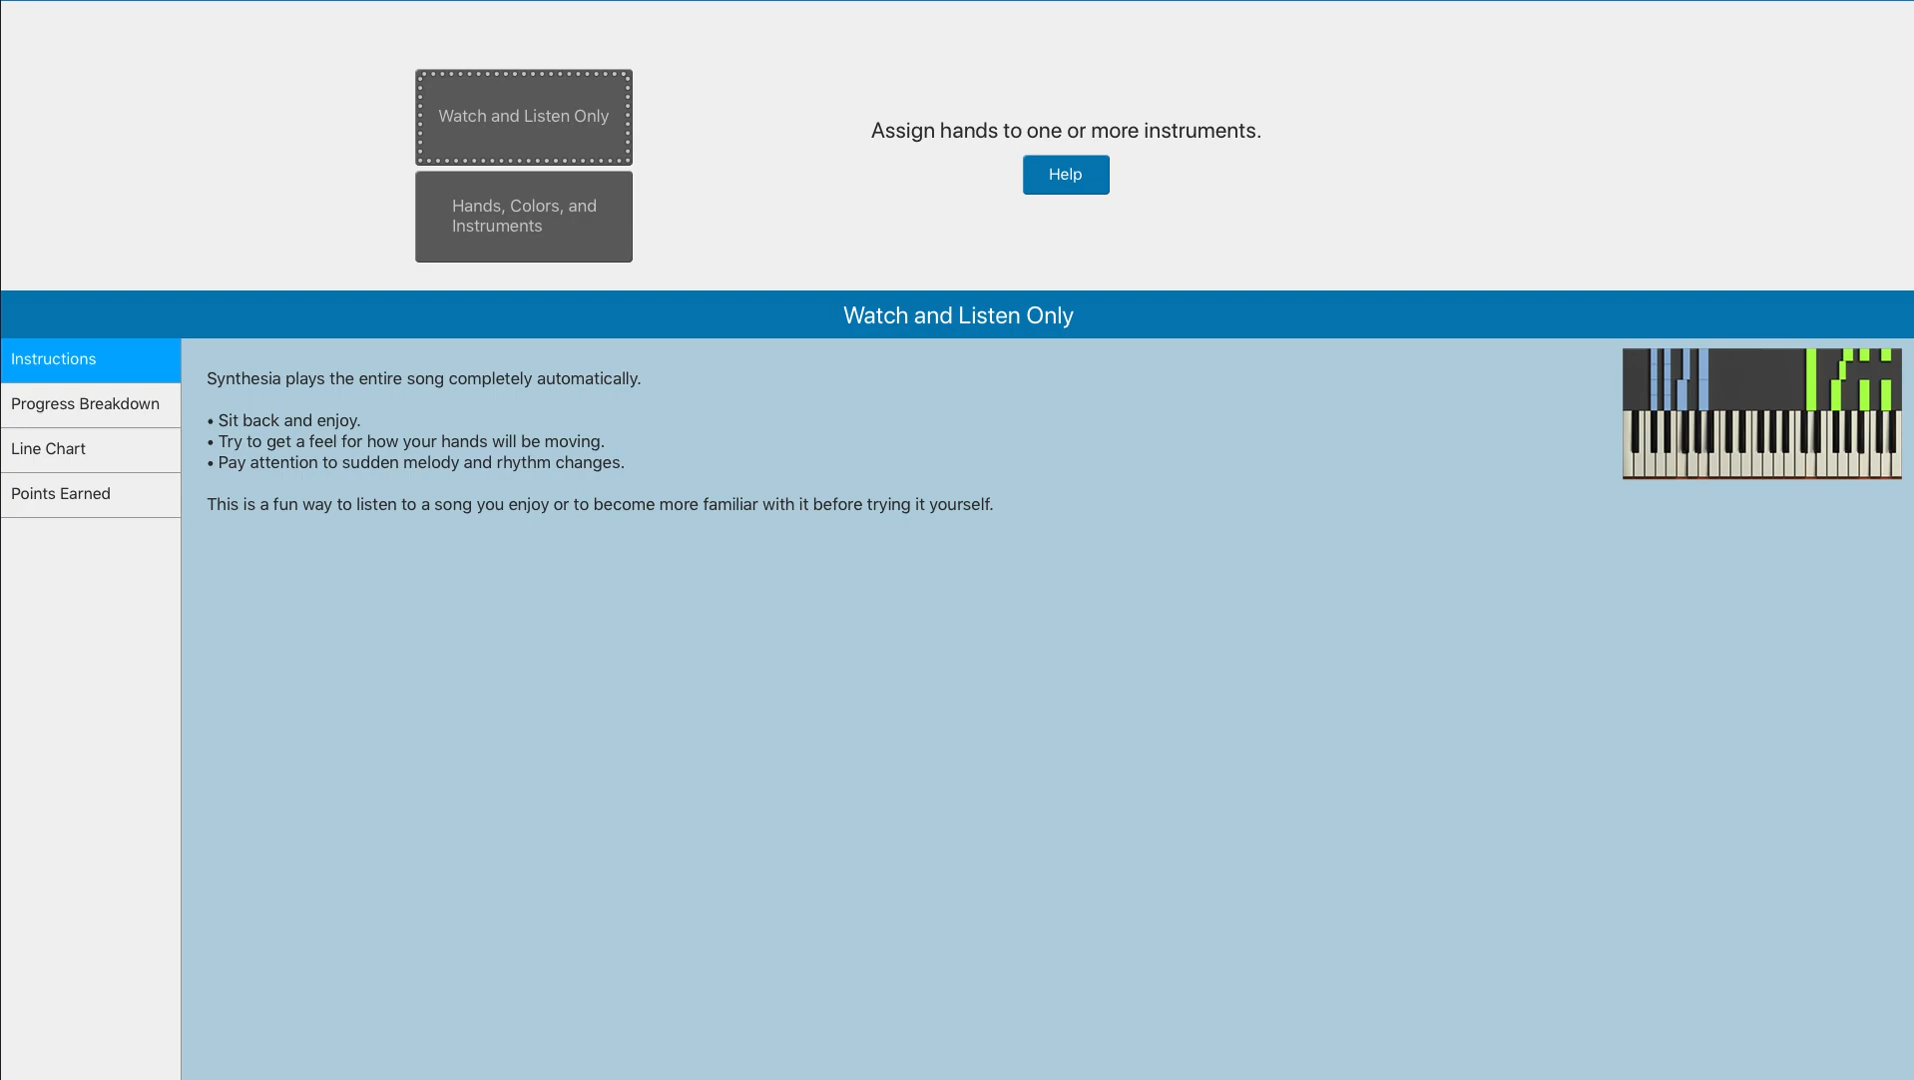 Watch and Listen Only
Hands, Colors, and
Instruments
Assign hands to one or more instruments.
Help
Watch and Listen Only
Instructions
Progress Breakdown
Line Chart
Points Earned
Synthesia plays the entire song completely automatically.
• Sit back and enjoy.
• Try to get a feel for how your hands will be moving.
• Pay attention to sudden melody and rhythm changes.
This is a fun way to listen to a song you enjoy or to become more familiar with it before trying it yourself.